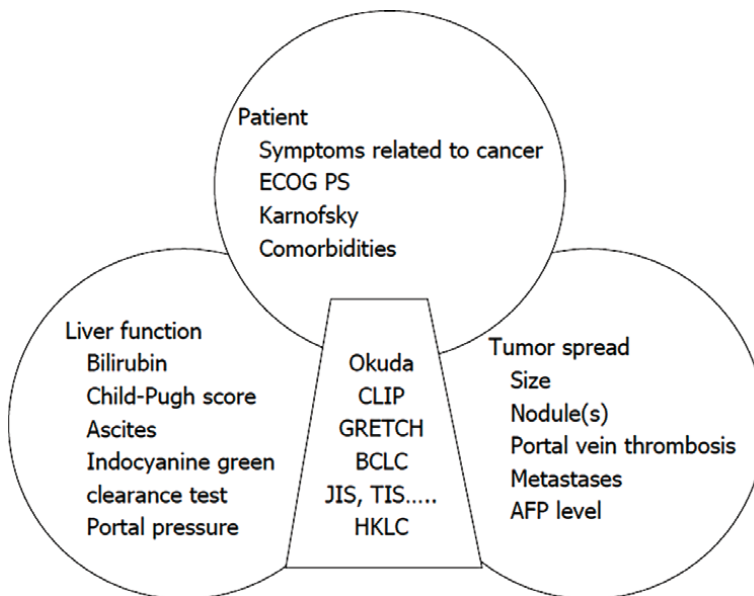 Patient
Symptoms related to cancer
ECOG PS
Karnofsky
Comorbidities
Liver function
Bilirubin
Child-Pugh score
Ascites
Indocyanine green
clearance test
Portal pressure
Okuda
CLIP
GRETCH
BCLC
JIS, TIS.....
HKLC
Tumor spread
Size
Nodule(s)
Portal vein thrombosis
Metastases
AFP level